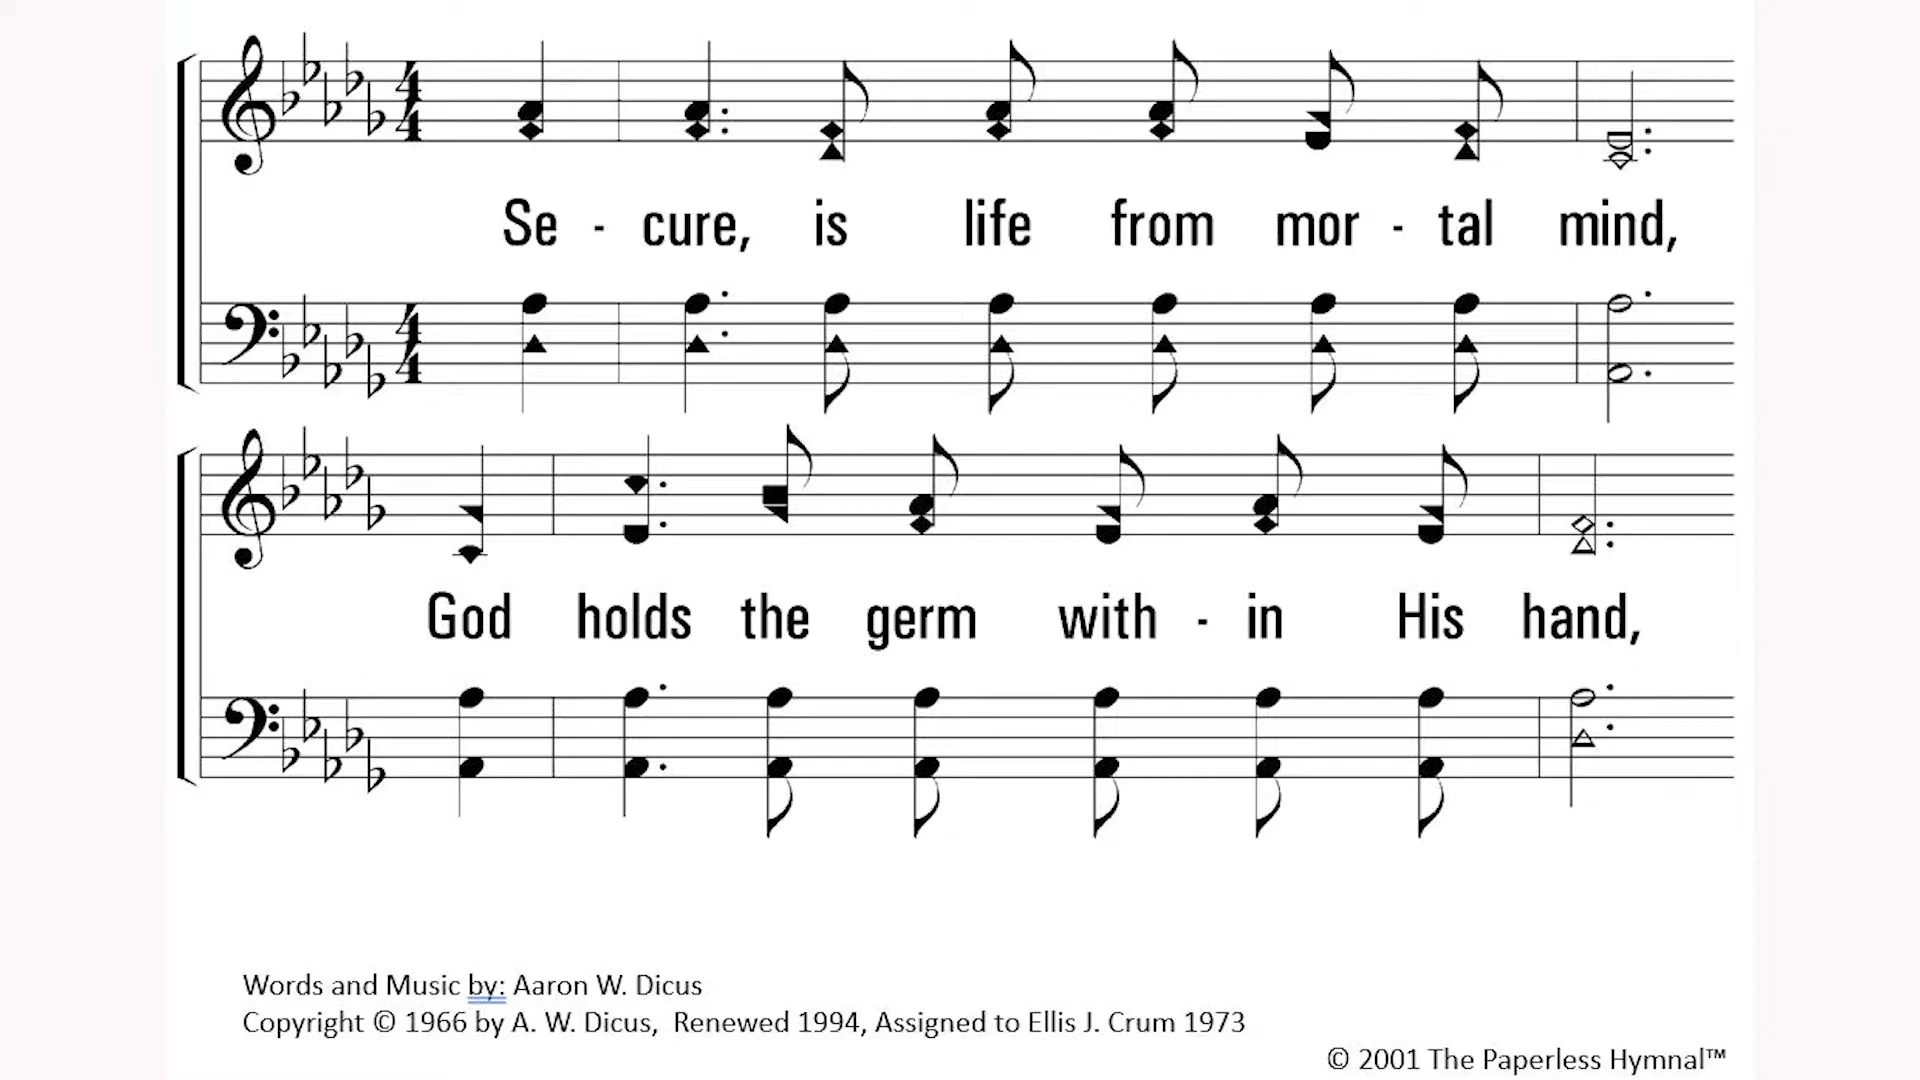 Se - cure, is life from mor - tal mind,
God holds the germ with - in His hand,
Words and Music by: Aaron W. Dicus
Copyright © 1966 by A. W. Dicus, Renewed 1994, Assigned to Ellis J. Crum 1973
© 2001 The Paperless Hymnal™